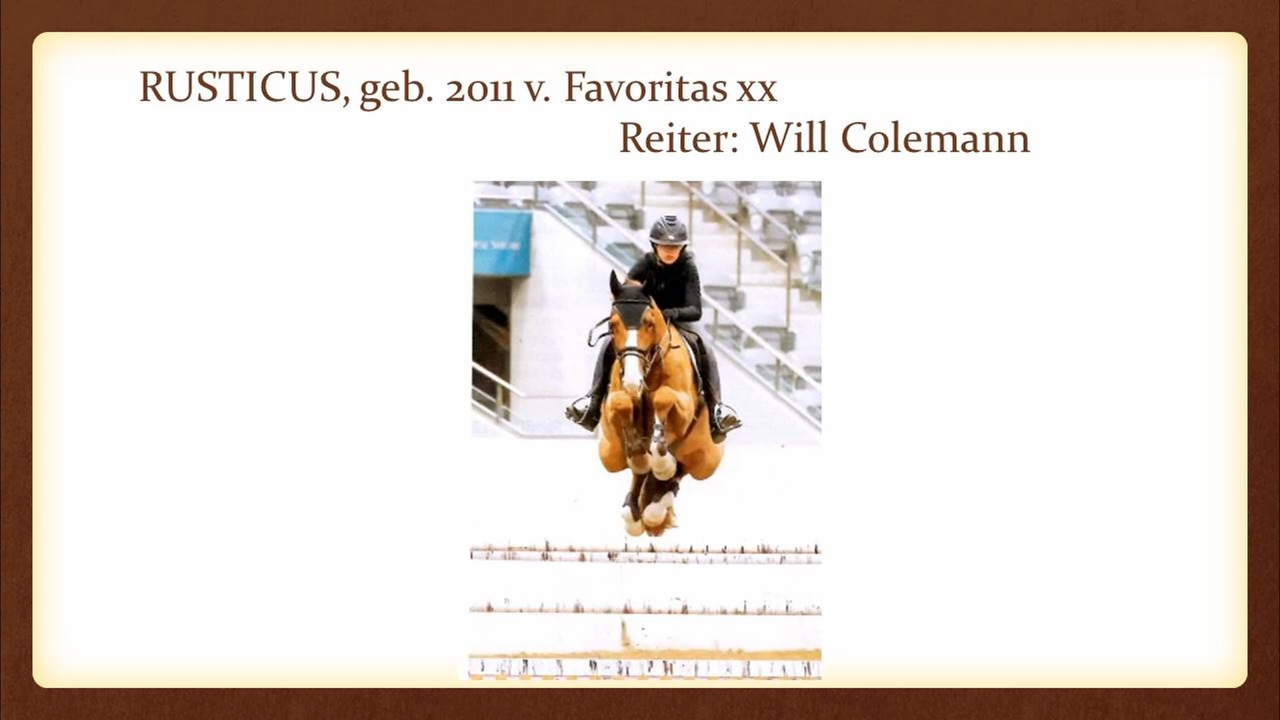 RUSTICUS, geb. 2011 v. Favoritas xx
Reiter: Will Colemann